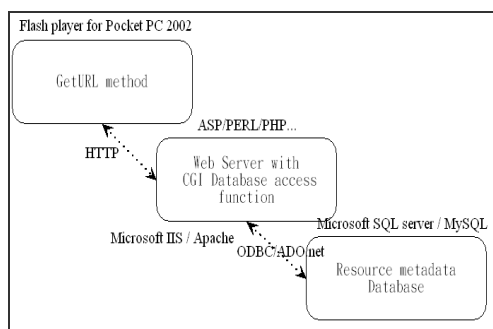 Flash player for Pocket PC 2002
GetURL method
HTTP
ASP/PERL/PHP...
Web Server with
CGI Database access
function
Microsoft IIS / Apache
ODBC/ADO.net
Microsoft SQL server / MySQL
Resource metadata
Database